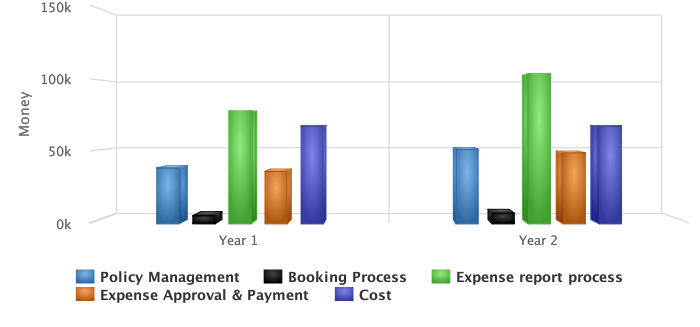 150k
100k
50k
0k
Money
Year 1 Year 2
Policy Management Booking Process Expense report process
Expense Approval & Payment Cost